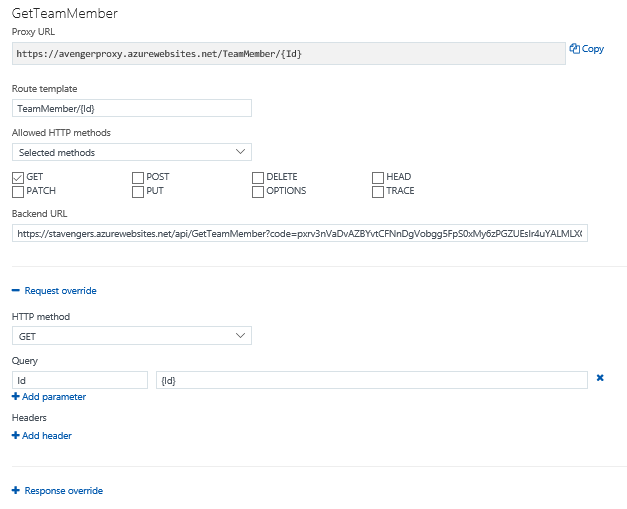 GetTeamMember
Proxy URL
https://avengerproxy.azurewebsites.net/TeamMember/{Id}
Copy
Route template
TeamMember/{Id}
Allowed HTTP methods
Selected methods
GET POST DELETE HEAD
PATCH PUT OPTIONS TRACE
Backend URL
https://stavengers.azurewebsites.net/api/GetTeamMember?code=
Request override
HTTP method
GET
Query
Id {Id}
Add parameter
Headers
Add header
Response override